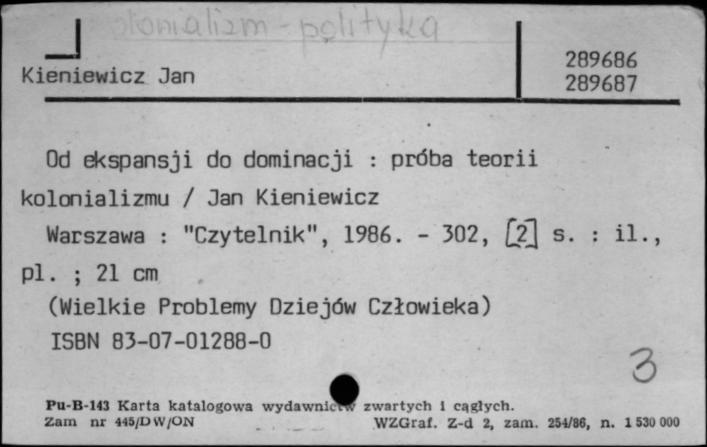 kolonializm - polityka
289686
Kieniewicz Jan
289687
Od ekspansji do dominacji : próba teorii
kolonializmu / Jan Kieniewicz
Warszawa : "Czytelnik", 1986. - 302, [2] s. : il.,
pl. ; 21 cm
(Wielkie Problemy Dziejów Człowieka)
ISBN 83-07-01288-0
3
Pu-B-143 Karta katalogowa wydawnictw zwartych i ciągłych.
Zam nr 445/DW/ON WZGraf. Z-d 2, zam. 254/86, n. 1 530 000